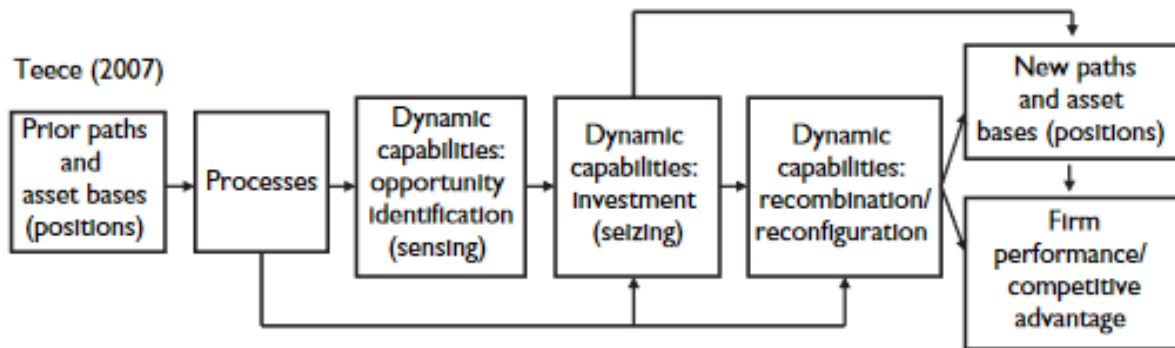 Teece (2007)
Prior paths
and
asset bases
(positions)
Processes
Dynamic
capabilities:
opportunity
identification
(sensing)
Dynamic
capabilities:
investment
(seizing)
Dynamic
capabilities:
recombination/
reconfiguration
New paths
and asset
bases (positions)
Firm
performance/
competitive
advantage